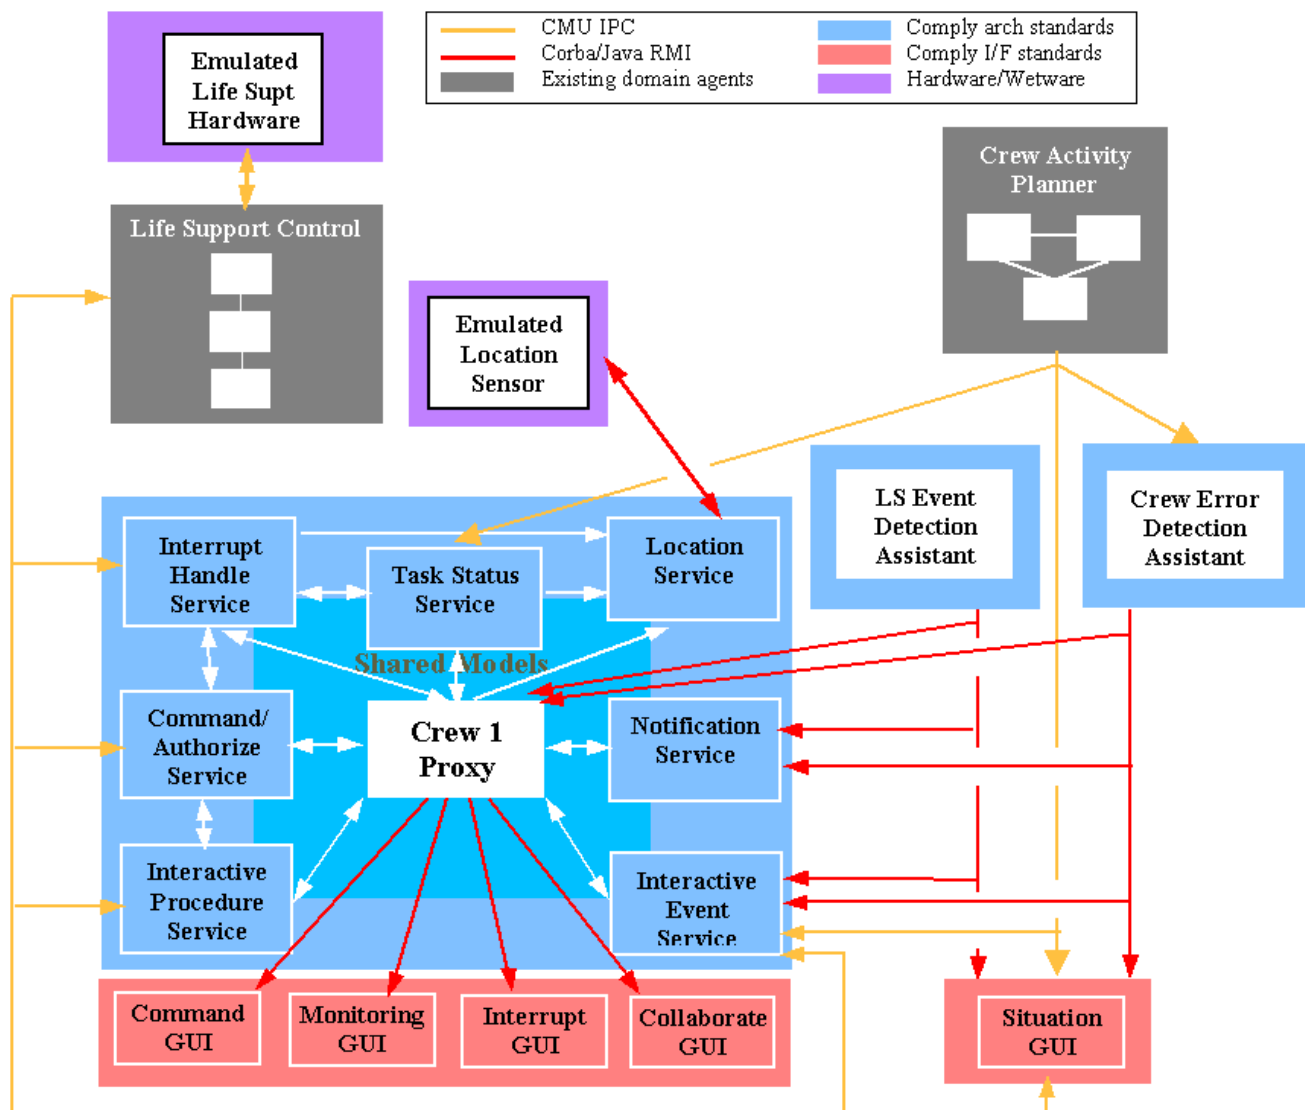 Emulated
Life Supt
Hardware
CMU IPC
Corba/Java RMI
Existing domain agents
Comply arch standards
Comply I/F standards
Hardware/Wetware
Crew Activity
Planner
Life Support Control
Emulated
Location
Sensor
LS Event
Detection
Assistant
Crew Error
Detection
Assistant
Interrupt
Handle
Service
Task Status
Service
Location
Service
Shared Models
Command/
Authorize
Service
Crew 1
Proxy
Notification
Service
Interactive
Procedure
Service
Interactive
Event
Service
Command
GUI
Monitoring
GUI
Interrupt
GUI
Collaborate
GUI
Situation
GUI